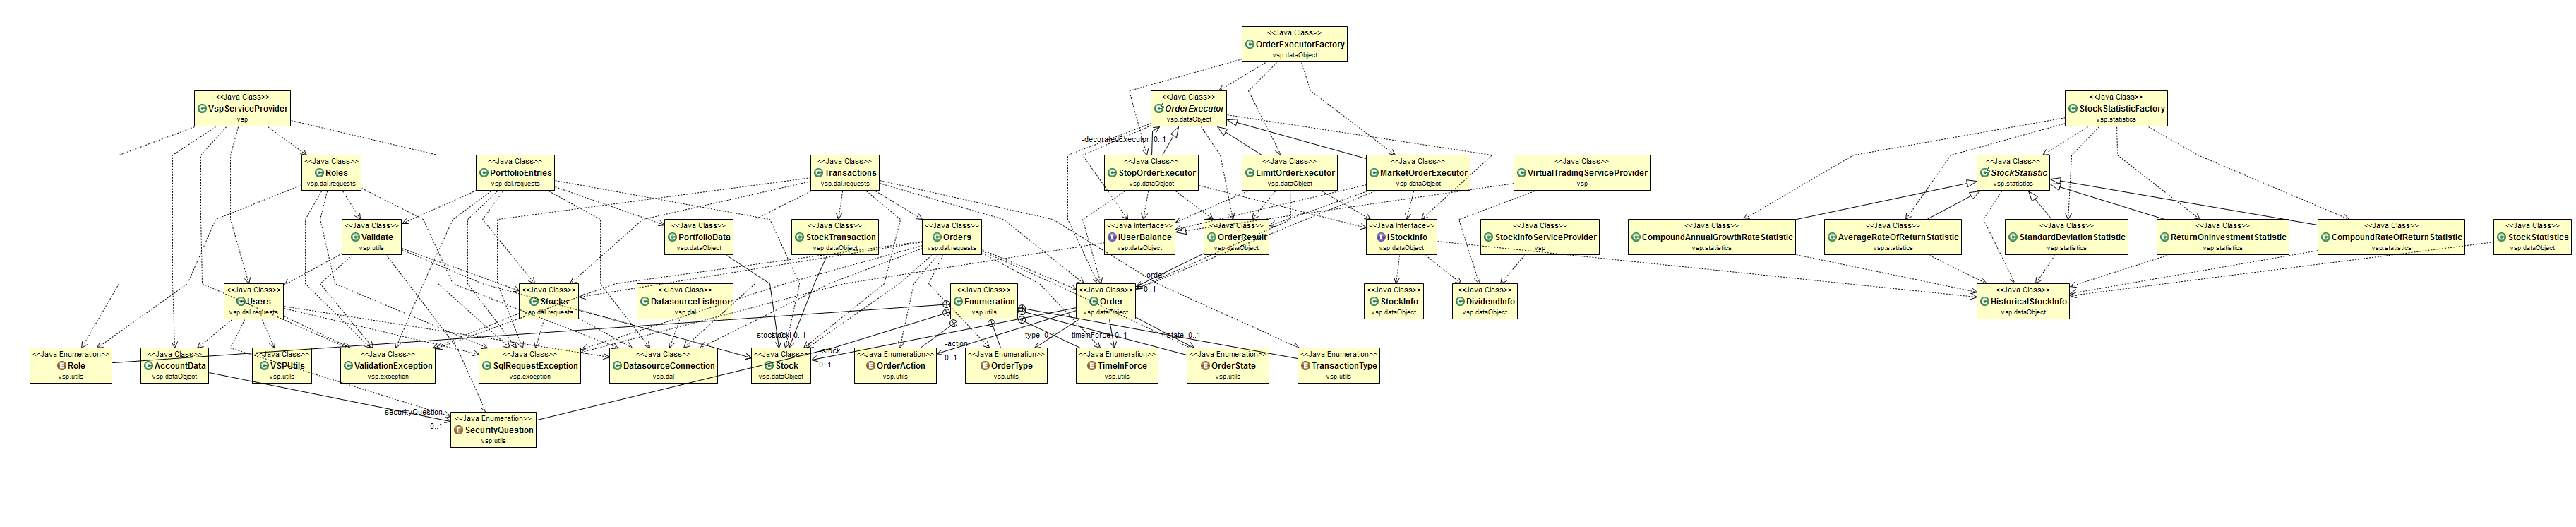 <<Java Class>>
OrderExecutorFactory
vsp.dataObject
<<Java Class>>
VspServiceProvider
vsp
<<Java Class>>
OrderExecutor
vsp.dataObject
<<Java Class>>
StockStatisticFactory
vsp.statistics
-decoratedExecutor 0..1
<<Java Class>>
Roles
vsp.dal.requests
<<Java Class>>
PortfolioEntries
vsp.dal.requests
<<Java Class>>
Transactions
vsp.dal.requests
<<Java Class>>
StopOrderExecutor
vsp.dataObject
<<Java Class>>
LimitOrderExecutor
vsp.dataObject
<<Java Class>>
MarketOrderExecutor
vsp.dataObject
<<Java Class>>
VirtualTradingServiceProvider
vsp
<<Java Class>>
StockStatistic
vsp.statistics
<<Java Class>>
Validate
vsp.utils
<<Java Class>>
PortfolioData
vsp.dataObject
<<Java Class>>
StockTransaction
vsp.dataObject
<<Java Class>>
Orders
vsp.dal.requests
<<Java Interface>>
IUserBalance
vsp.dataObject
<<Java Class>>
OrderResult
vsp.dataObject
<<Java Interface>>
IStockInfo
vsp.dataObject
<<Java Class>>
StockInfoServiceProvider
vsp
<<Java Class>>
CompoundAnnualGrowthRateStatistic
vsp.statistics
<<Java Class>>
AverageRateOfReturnStatistic
vsp.statistics
<<Java Class>>
StandardDeviationStatistic
vsp.statistics
<<Java Class>>
ReturnOnInvestmentStatistic
vsp.statistics
<<Java Class>>
CompoundRateOfReturnStatistic
vsp.statistics
<<Java Class>>
StockStatistics
vsp.dataObject
-order
0..1
<<Java Class>>
Users
vsp.dal.requests
<<Java Class>>
Stocks
vsp.dal.requests
<<Java Class>>
DatasourceListener
vsp.dal
<<Java Class>>
Enumeration
vsp.utils
<<Java Class>>
Order
vsp.dataObject
<<Java Class>>
StockInfo
vsp.dataObject
<<Java Class>>
DividendInfo
vsp.dataObject
<<Java Class>>
HistoricalStockInfo
vsp.dataObject
0..1
-type 0..1
-timeInForce 0..1
-state 0..1
-stock
0..1
-action
0..1
<<Java Enumeration>>
Role
vsp.utils
<<Java Class>>
AccountData
vsp.dataObject
<<Java Class>>
VSPUtils
vsp.utils
<<Java Class>>
ValidationException
vsp.exception
<<Java Class>>
SqlRequestException
vsp.exception
<<Java Class>>
DatasourceConnection
vsp.dal
<<Java Class>>
Stock
vsp.dataObject
<<Java Enumeration>>
OrderAction
vsp.utils
<<Java Enumeration>>
OrderType
vsp.utils
<<Java Enumeration>>
TimeInForce
vsp.utils
<<Java Enumeration>>
OrderState
vsp.utils
<<Java Enumeration>>
TransactionType
vsp.utils
-securityQuestion
0..1
<<Java Enumeration>>
SecurityQuestion
vsp.utils